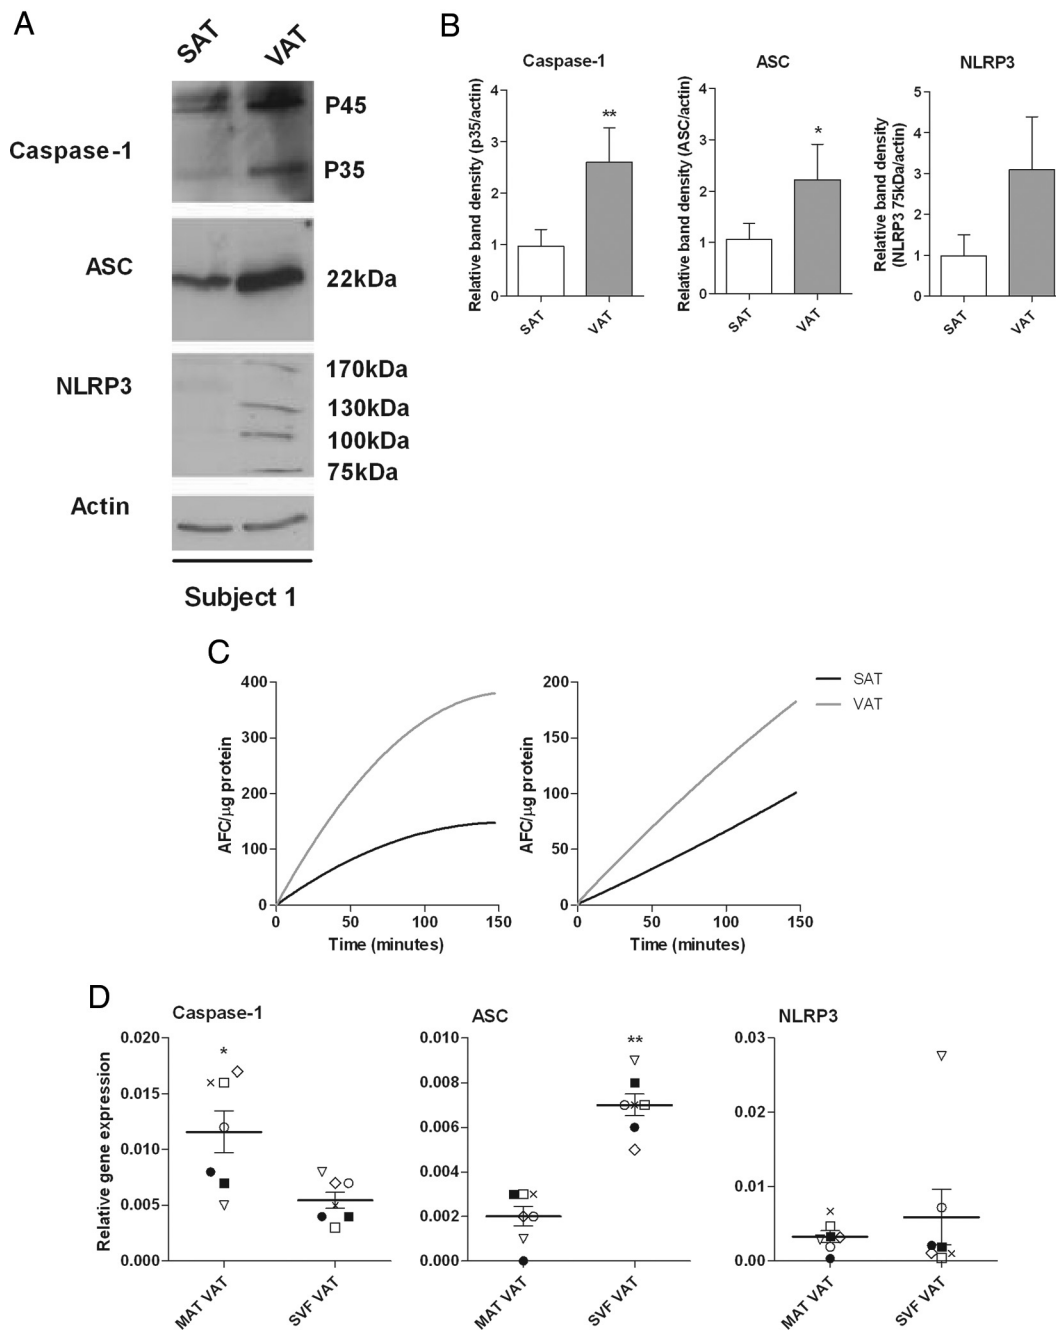 A
SAT VAT
Caspase-1
P45
P35
ASC
22kDa
NLRP3
170kDa
130kDa
100kDa
75kDa
Actin
Subject 1
B
Caspase-1
Relative band density (p35/actin)
4
3
2
1
0
**
SAT VAT
ASC
Relative band density (ASC/actin)
4
3
2
1
0
*
SAT VAT
NLRP3
Relative band density
(NLRP3 75kDa/actin)
5
4
3
2
1
0
SAT VAT
C
AFC/µg protein
400
300
200
100
0
0 50 100 150
Time (minutes)
AFC/µg protein
200
150
100
50
0
0 50 100 150
Time (minutes)
SAT
VAT
D
Caspase-1
Relative gene expression
0.020
0.015
0.010
0.005
0.000
*
MAT VAT SVF VAT
ASC
0.010
0.008
0.006
0.004
0.002
0.000
**
MAT VAT SVF VAT
NLRP3
0.03
0.02
0.01
0.00
MAT VAT SVF VAT